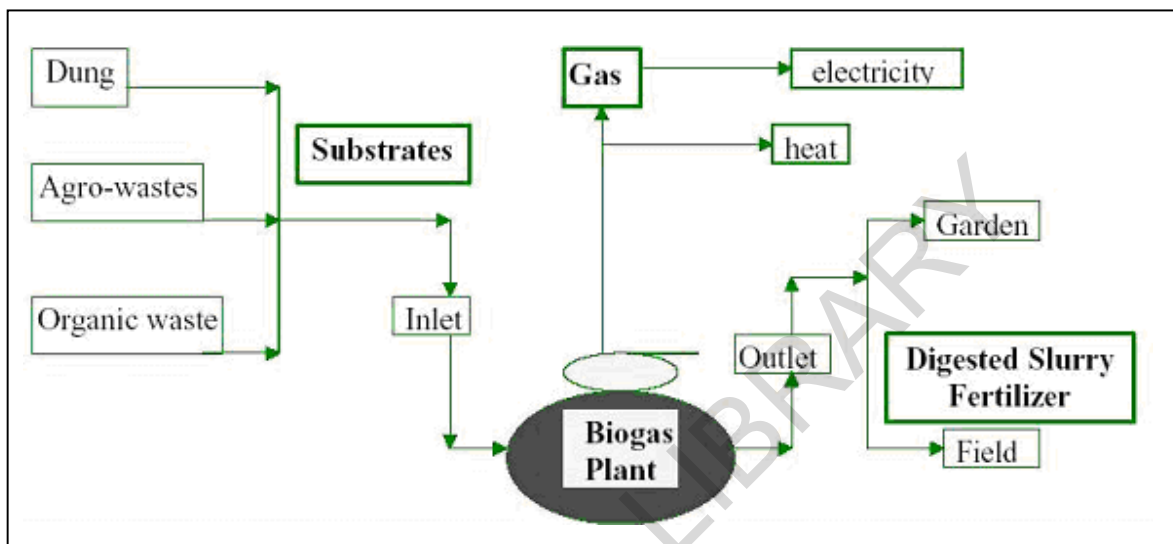 Dung
Agro-wastes
Organic waste
Substrates
Inlet
Gas
electricity
heat
Biogas
Plant
Outlet
Garden
Digested Slurry
Fertilizer
Field
LIBRARY